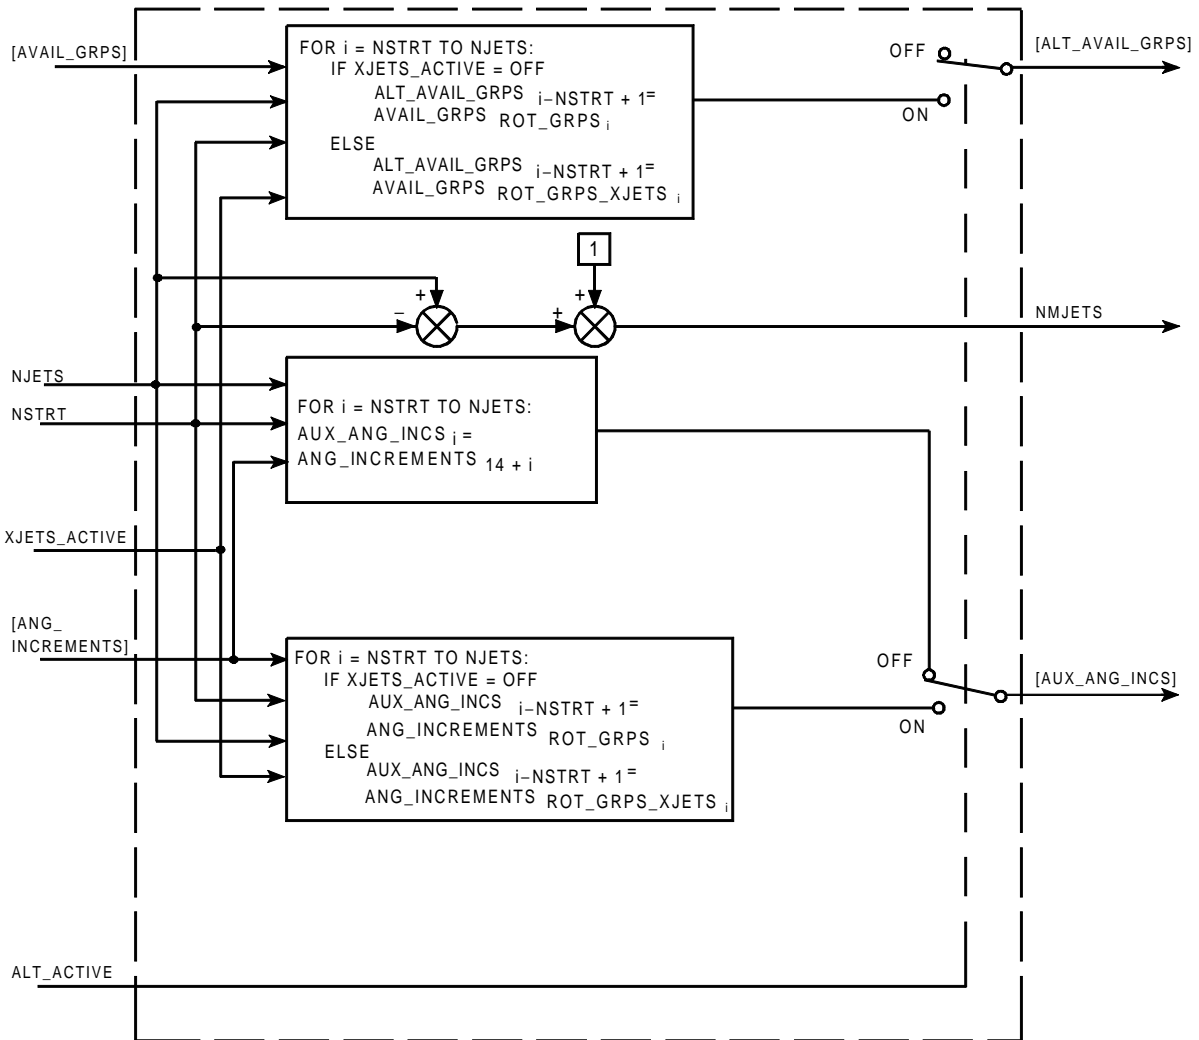 [AVAIL_GRPS]
FOR i = NSTRT TO NJETS:
IF XJETS_ACTIVE = OFF
ALT_AVAIL_GRPS i–NSTRT + 1=
AVAIL_GRPS ROT_GRPS i
ELSE
ALT_AVAIL_GRPS i–NSTRT + 1=
AVAIL_GRPS ROT_GRPS_XJETS i
OFF
ON
[ALT_AVAIL_GRPS]
1
+
–
+
+
NMJETS
NJETS
NSTRT
FOR i = NSTRT TO NJETS:
AUX_ANG_INCS i =
ANG_INCREMENTS 14 + i
XJETS_ACTIVE
[ANG_
INCREMENTS]
FOR i = NSTRT TO NJETS:
IF XJETS_ACTIVE = OFF
AUX_ANG_INCS i–NSTRT + 1=
ANG_INCREMENTS ROT_GRPS i
ELSE
AUX_ANG_INCS i–NSTRT + 1=
ANG_INCREMENTS ROT_GRPS_XJETS i
OFF
ON
[AUX_ANG_INCS]
ALT_ACTIVE